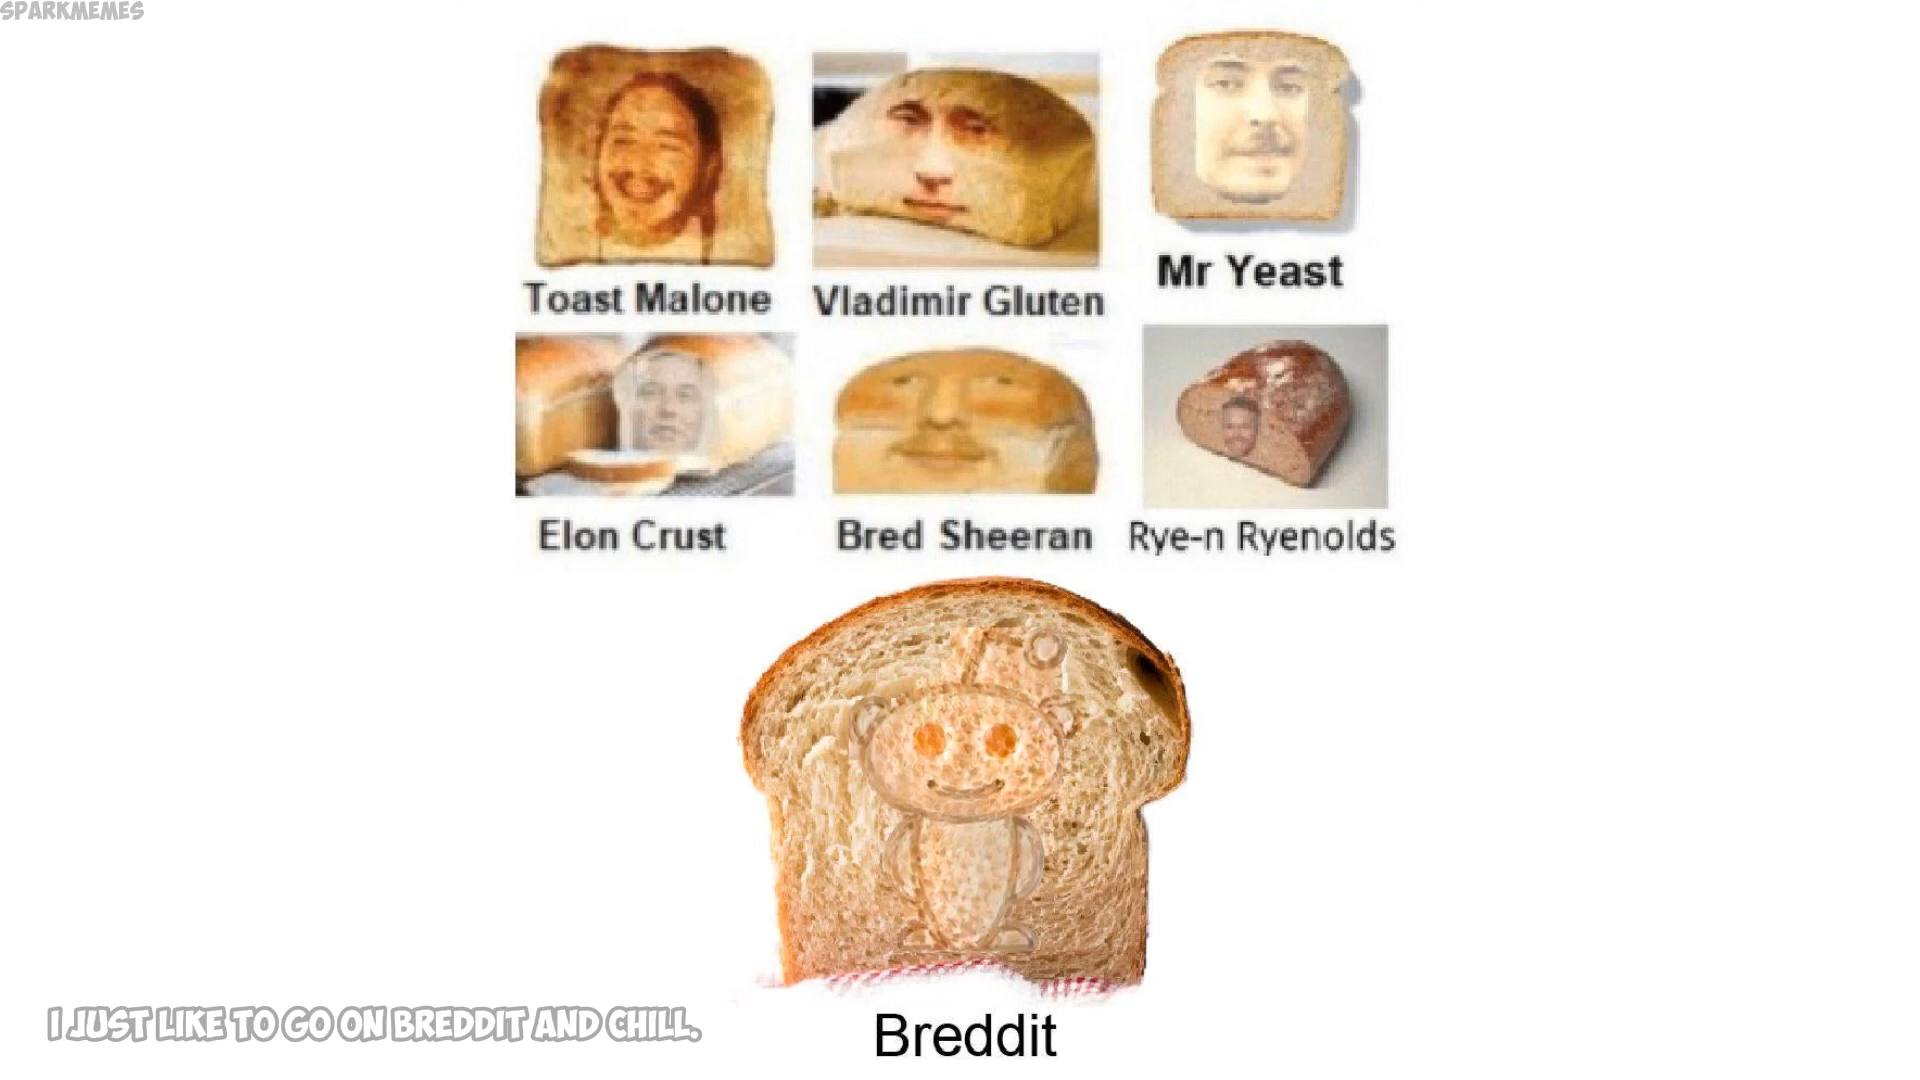 SPARKMEMES
Toast Malone
Vladimir Gluten
Mr Yeast
Elon Crust
Bred Sheeran
Rye-n Ryenolds
I JUST LIKE TO GO ON BREDDIT AND CHILL.
Breddit